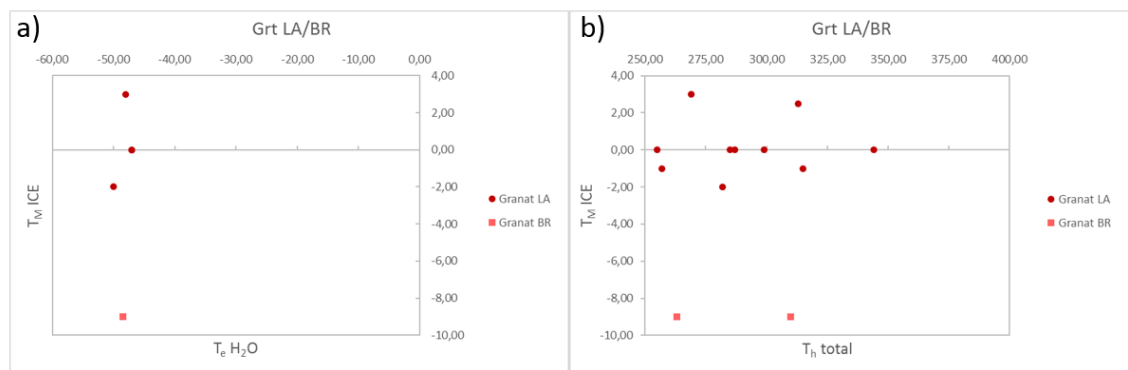 a)
Grt LA/BR
-60,00 -50,00 -40,00 -30,00 -20,00 -10,00 0,00
4,00
2,00
0,00
-2,00
-4,00
-6,00
-8,00
-10,00
T_M ICE
Granat LA
Granat BR
T_e H₂O
b)
Grt LA/BR
250,00 275,00 300,00 325,00 350,00 375,00 400,00
4,00
2,00
0,00
-2,00
-4,00
-6,00
-8,00
-10,00
T_M ICE
Granat LA
Granat BR
T_h total